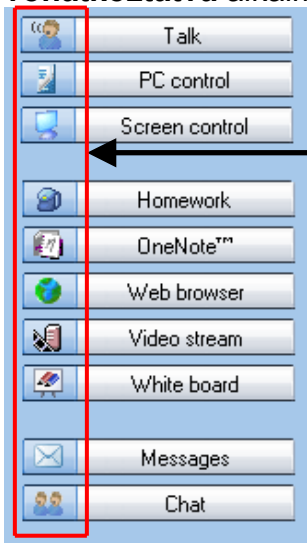 Talk
PC control
Screen control
Homework
OneNote™
Web browser
Video stream
White board
Messages
Chat